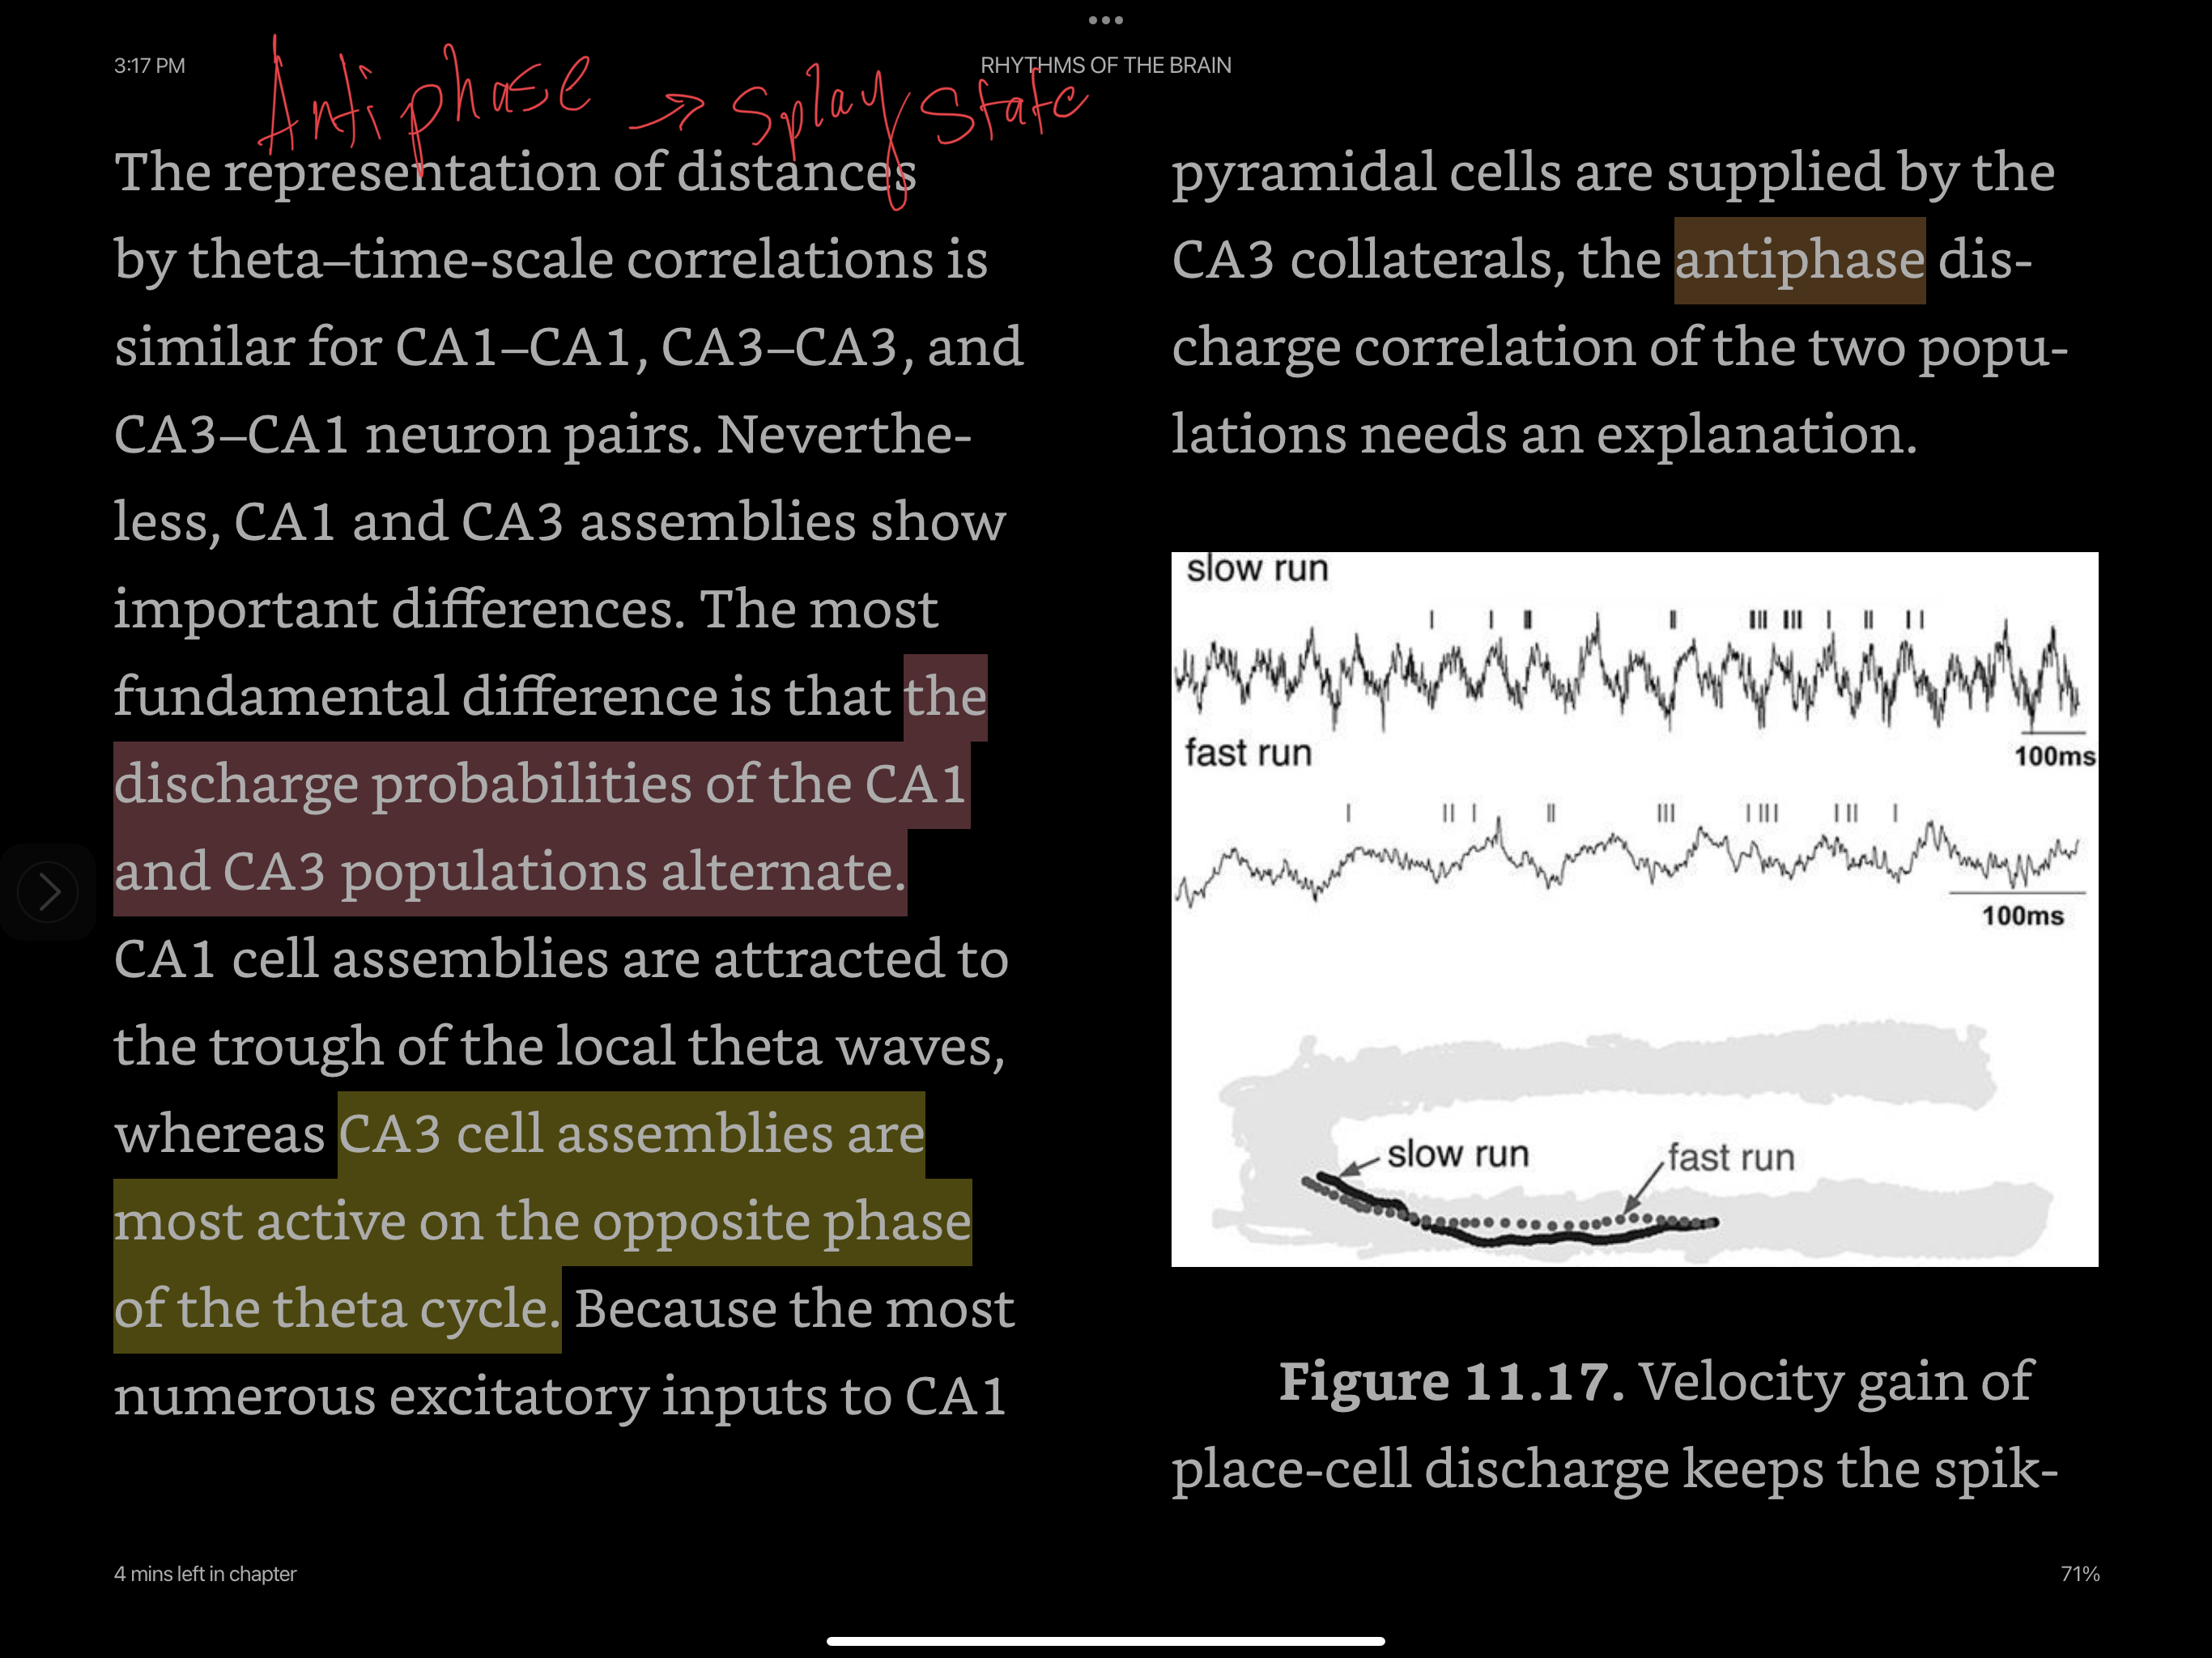 3:17 PM
RHYTHMS OF THE BRAIN
Antiphase → Splay State
The representation of distances
by theta–time-scale correlations is
similar for CA1–CA1, CA3–CA3, and
CA3–CA1 neuron pairs. Neverthe-
less, CA1 and CA3 assemblies show
important differences. The most
fundamental difference is that the
discharge probabilities of the CA1
and CA3 populations alternate.
CA1 cell assemblies are attracted to
the trough of the local theta waves,
whereas CA3 cell assemblies are
most active on the opposite phase
of the theta cycle. Because the most
numerous excitatory inputs to CA1
pyramidal cells are supplied by the
CA3 collaterals, the antiphase dis-
charge correlation of the two popu-
lations needs an explanation.
slow run
100ms
fast run
100ms
slow run
fast run
Figure 11.17. Velocity gain of
place-cell discharge keeps the spik-
4 mins left in chapter
71%